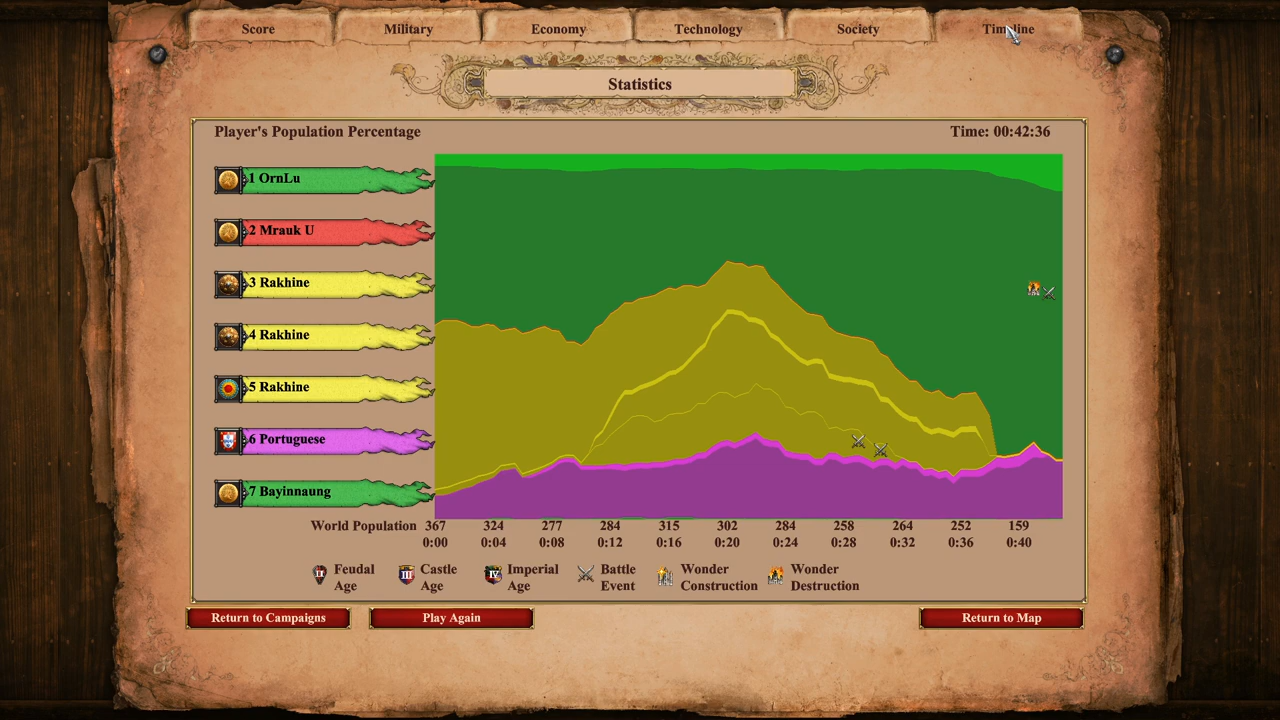 Score Military Economy Technology Society Timeline
Statistics
Player's Population Percentage Time: 00:42:36
1 OrnLu
2 Mrauk U
3 Rakhine
4 Rakhine
5 Rakhine
6 Portuguese
7 Bayinnaung
World Population 367 324 277 284 315 302 284 258 264 252 159
0:00 0:04 0:08 0:12 0:16 0:20 0:24 0:28 0:32 0:36 0:40
II Feudal Age
III Castle Age
IV Imperial Age
Battle Event
Wonder Construction
Wonder Destruction
Return to Campaigns Play Again Return to Map